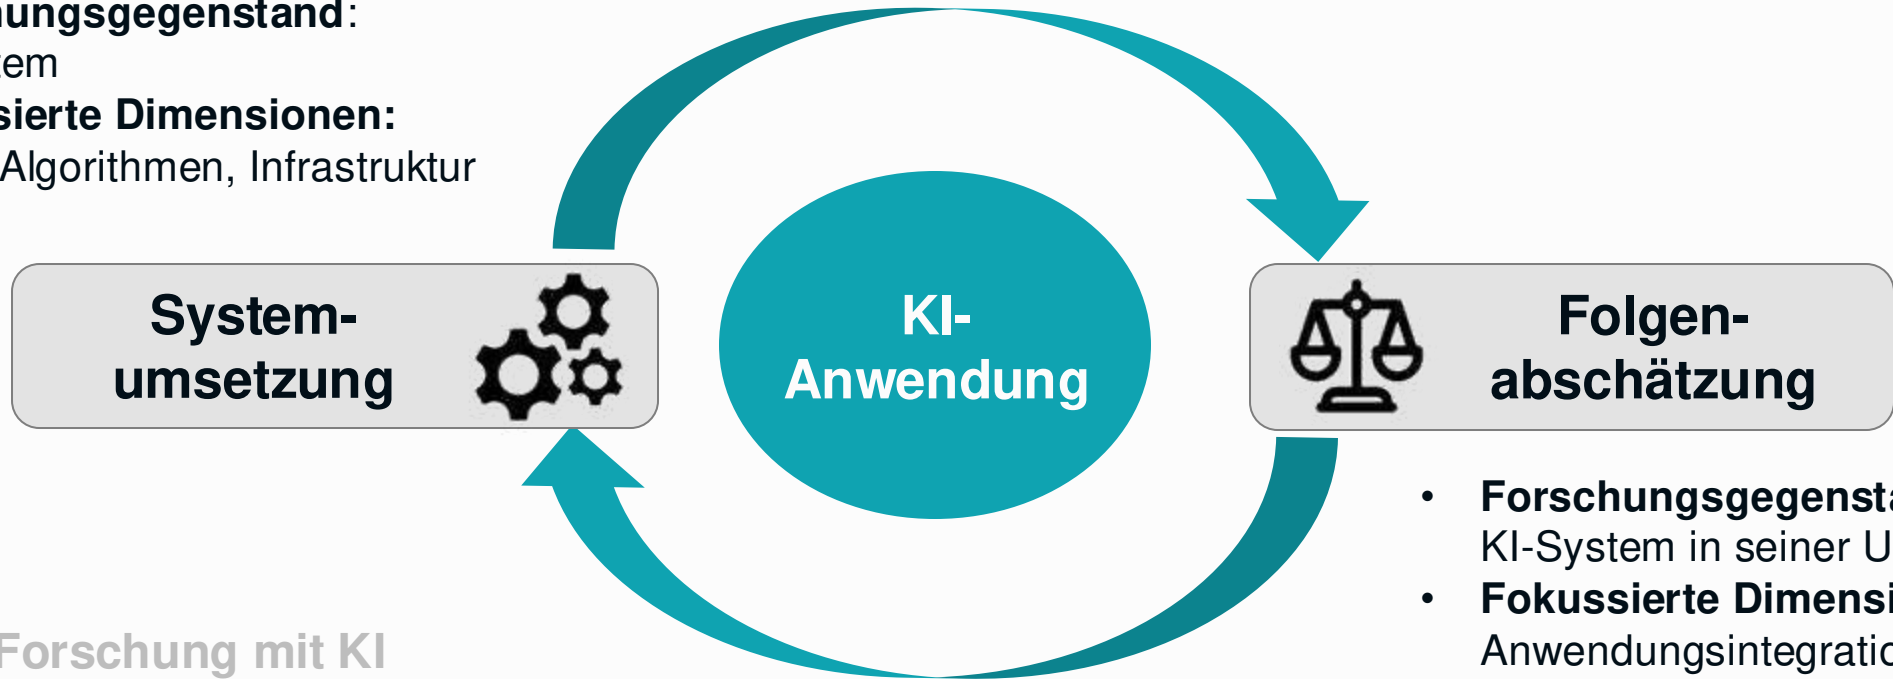 hungsgegenstand:
tem
sierte Dimensionen:
Algorithmen, Infrastruktur
System-
umsetzung
KI-
Anwendung
Folgen-
abschätzung
• Forschungsgegensta
KI-System in seiner U
• Fokussierte Dimensi
Anwendungsintegratio
Forschung mit KI